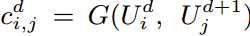 c^d_{i,j} = G(U^d_i, U^{d+1}_j)